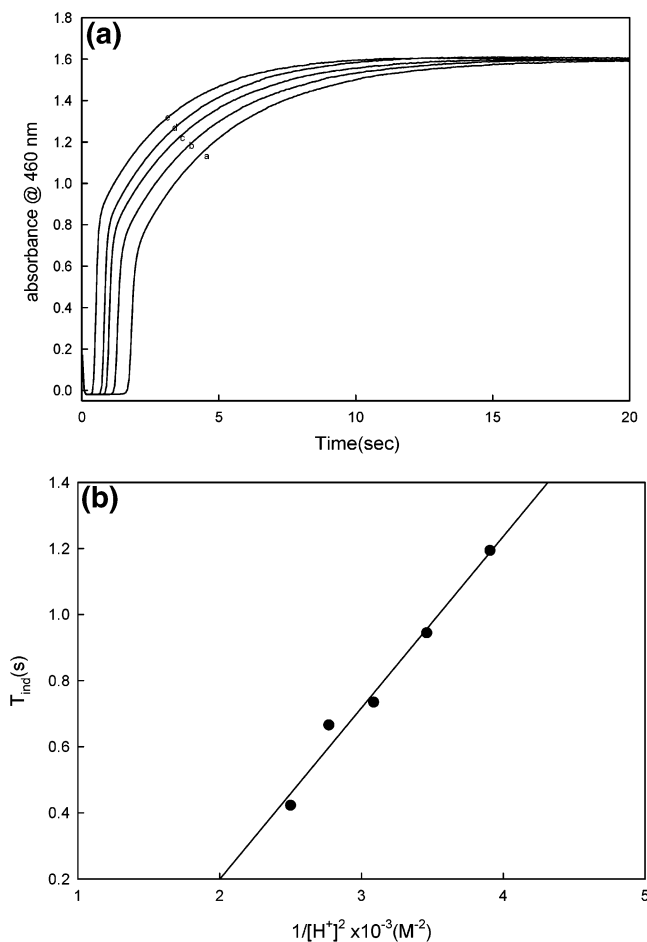 (a)
1.8
1.6
1.4
1.2
1.0
0.8
0.6
0.4
0.2
0.0
absorbance @ 460 nm
e
d
c
b
a
0 5 10 15 20
Time(sec)
(b)
1.4
1.2
1.0
0.8
0.6
0.4
0.2
T_ind(s)
1 2 3 4 5
1/[H⁺]² x10⁻³(M⁻²)